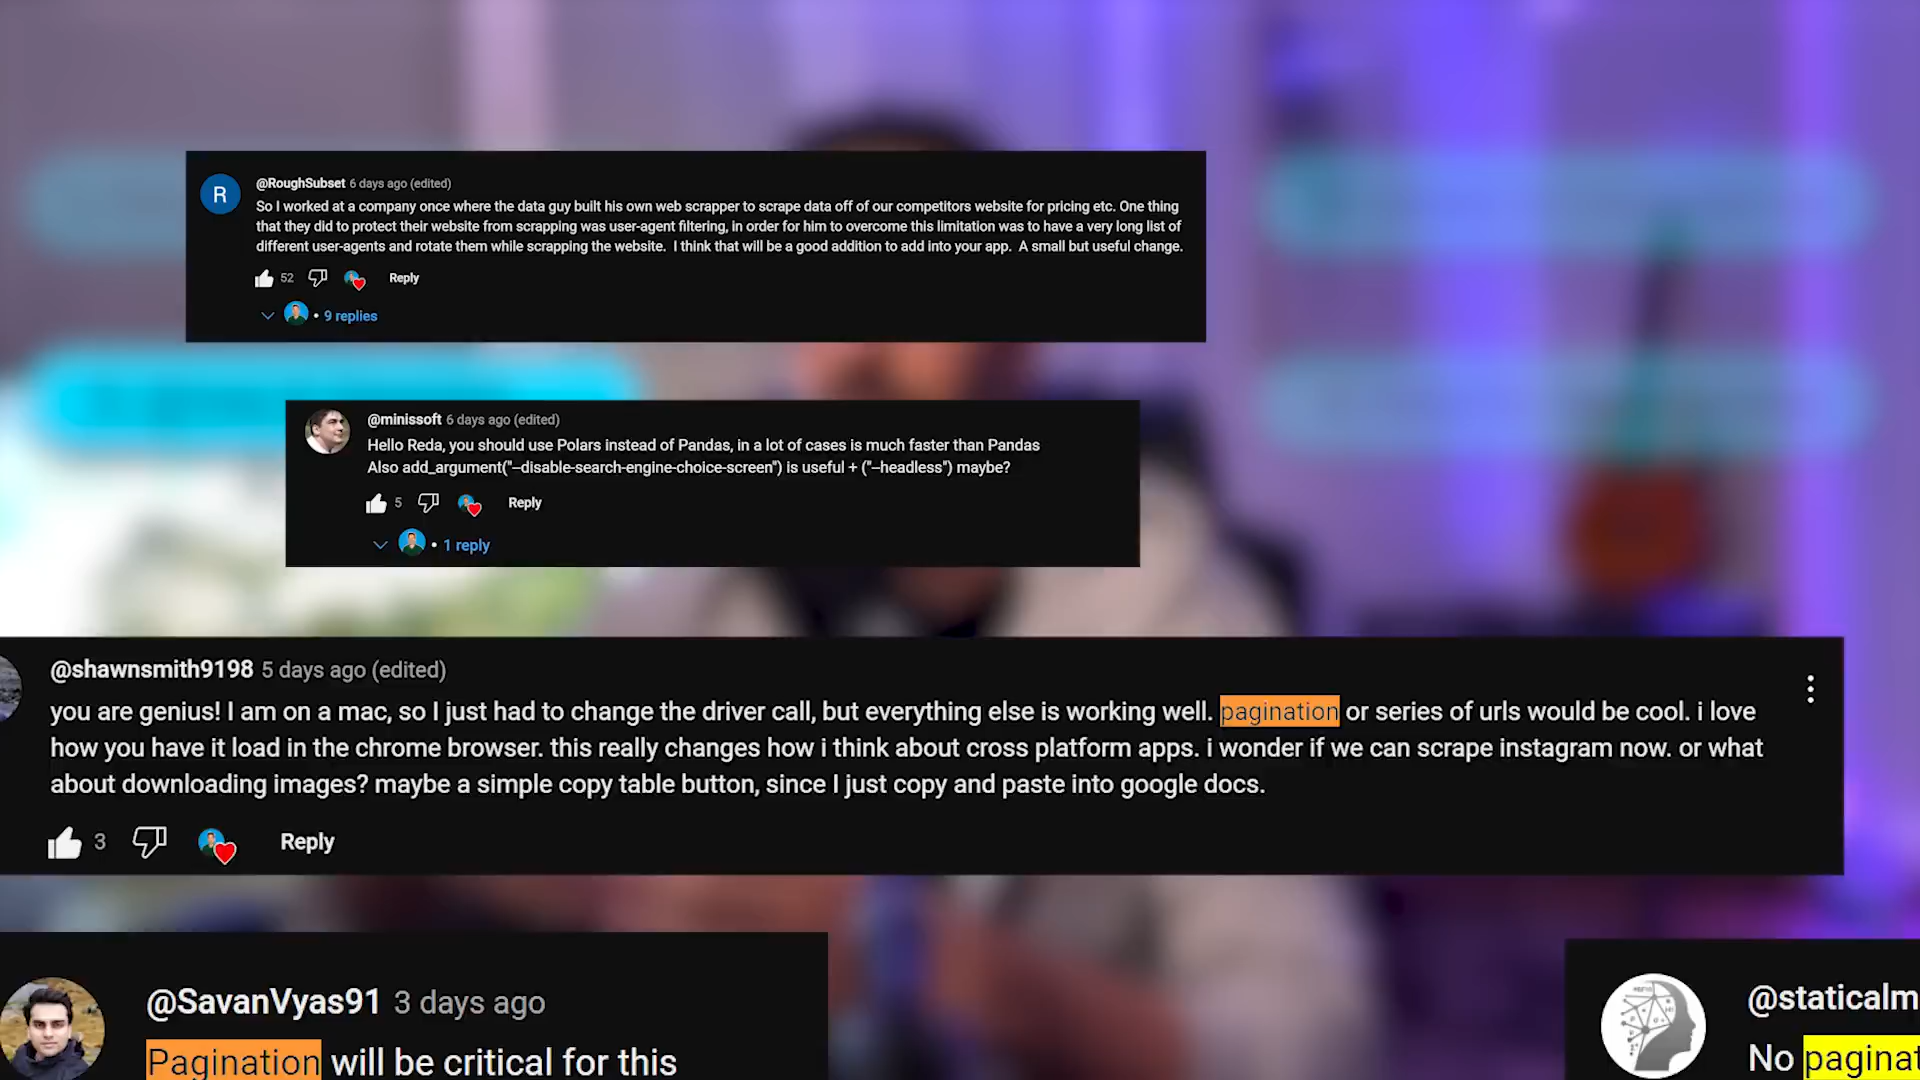 R
@RoughSubset 6 days ago (edited)
So I worked at a company once where the data guy built his own web scrapper to scrape data off of our competitors website for pricing etc. One thing
that they did to protect their website from scrapping was user-agent filtering, in order for him to overcome this limitation was to have a very long list of
different user-agents and rotate them while scrapping the website. I think that will be a good addition to add into your app. A small but useful change.
52 Reply
• 9 replies
@minissoft 6 days ago (edited)
Hello Reda, you should use Polars instead of Pandas, in a lot of cases is much faster than Pandas
Also add_argument("–disable-search-engine-choice-screen") is useful + ("–headless") maybe?
5 Reply
• 1 reply
@shawnsmith9198 5 days ago (edited)
you are genius! I am on a mac, so I just had to change the driver call, but everything else is working well. pagination or series of urls would be cool. i love
how you have it load in the chrome browser. this really changes how i think about cross platform apps. i wonder if we can scrape instagram now. or what
about downloading images? maybe a simple copy table button, since I just copy and paste into google docs.
3 Reply
@SavanVyas91 3 days ago
Pagination will be critical for this
@staticalm
No paginat